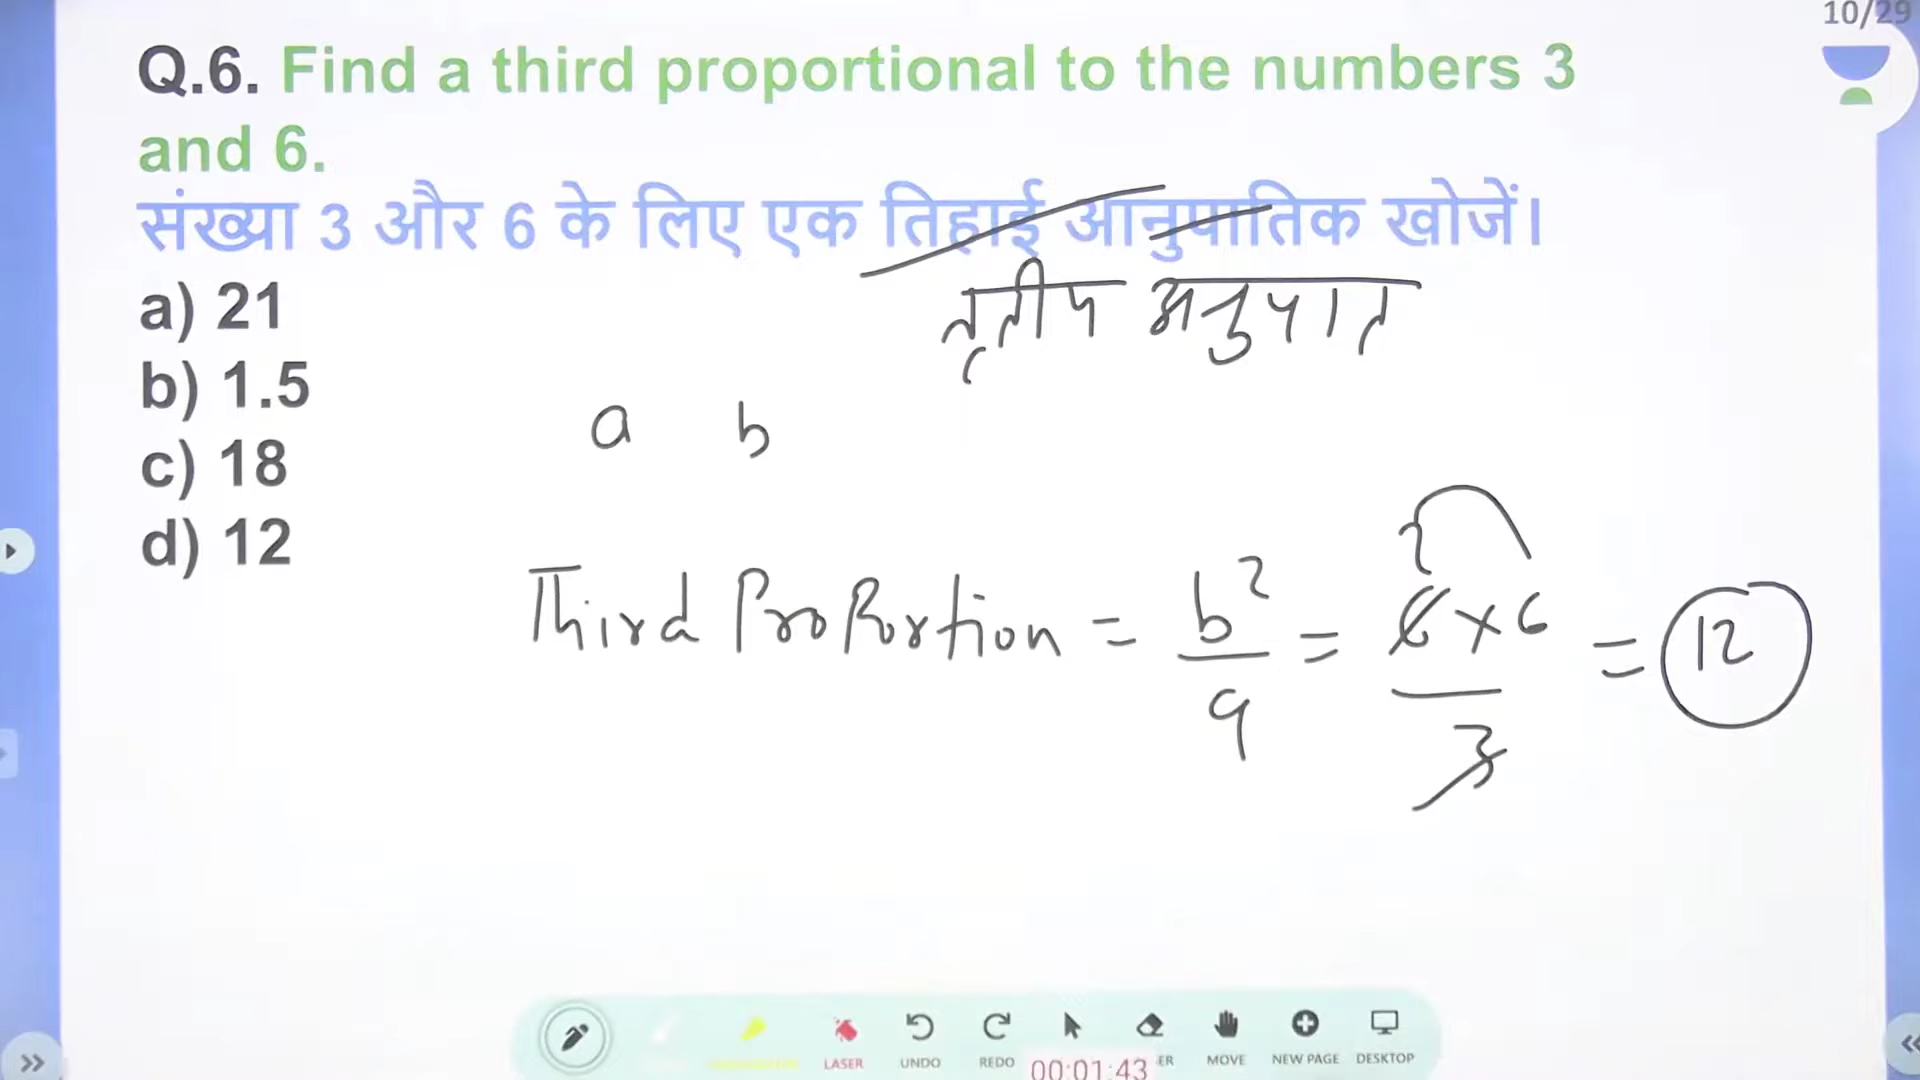 10/29
Q.6. Find a third proportional to the numbers 3
and 6.
संख्या 3 और 6 के लिए एक तिहाई आनुपातिक खोजें।
तृतीय अनुपात
a) 21
b) 1.5
c) 18
d) 12
a b
Third Proportion = b² / a = 6 × 6 / 3 = 12
2
LASER UNDO REDO ER MOVE NEW PAGE DESKTOP
00:01:43